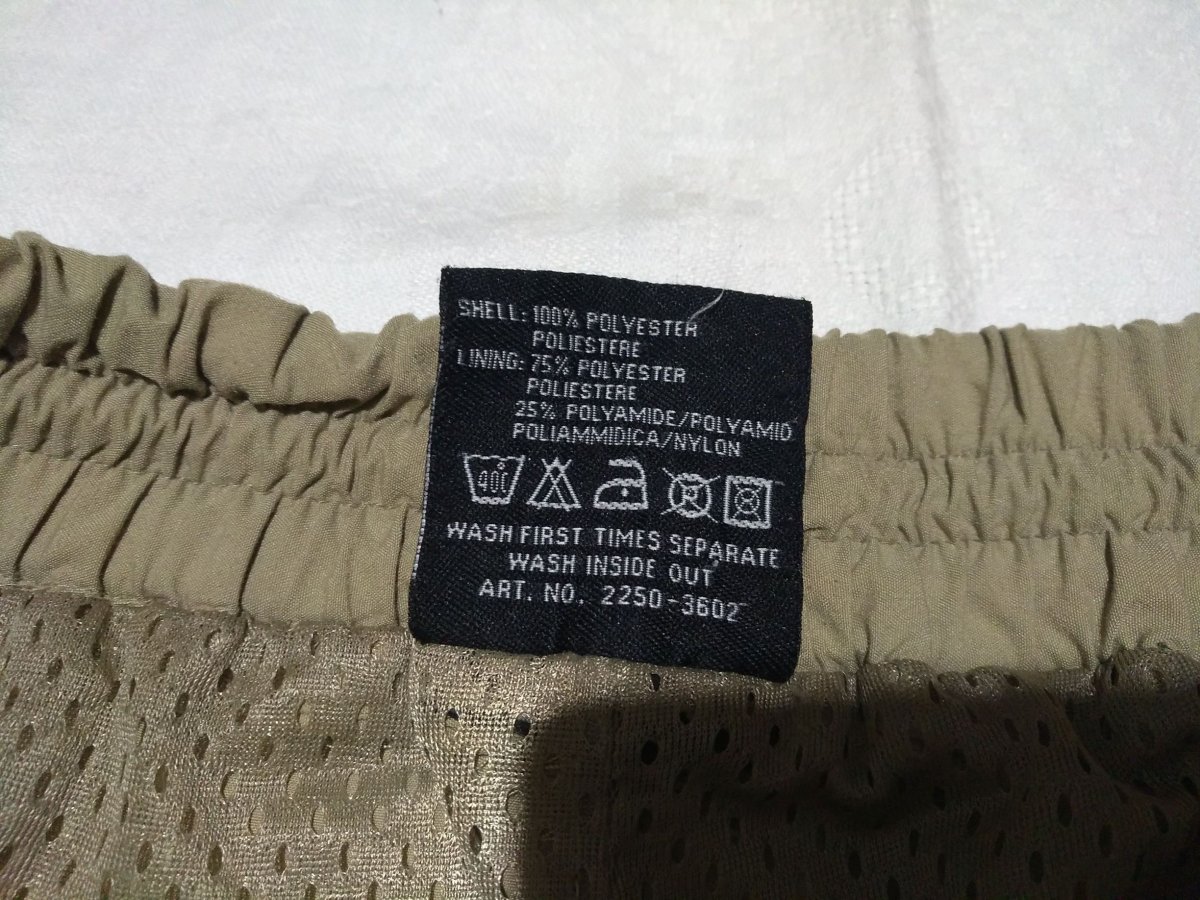 SHELL: 100% POLYESTER
POLIESTERE
LINING: 75% POLYESTER
POLIESTERE
25% POLYAMIDE/POLYAMID
POLIAMMIDICA/NYLON
40C
WASH FIRST TIMES SEPARATE
WASH INSIDE OUT
ART. NO. 2250-3602